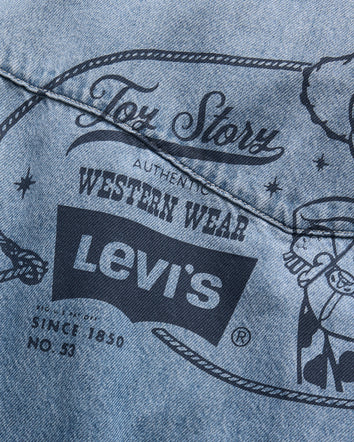 Toy Story
AUTHENTIC
WESTERN WEAR
Levi's
®
SINCE 1850
NO. 53